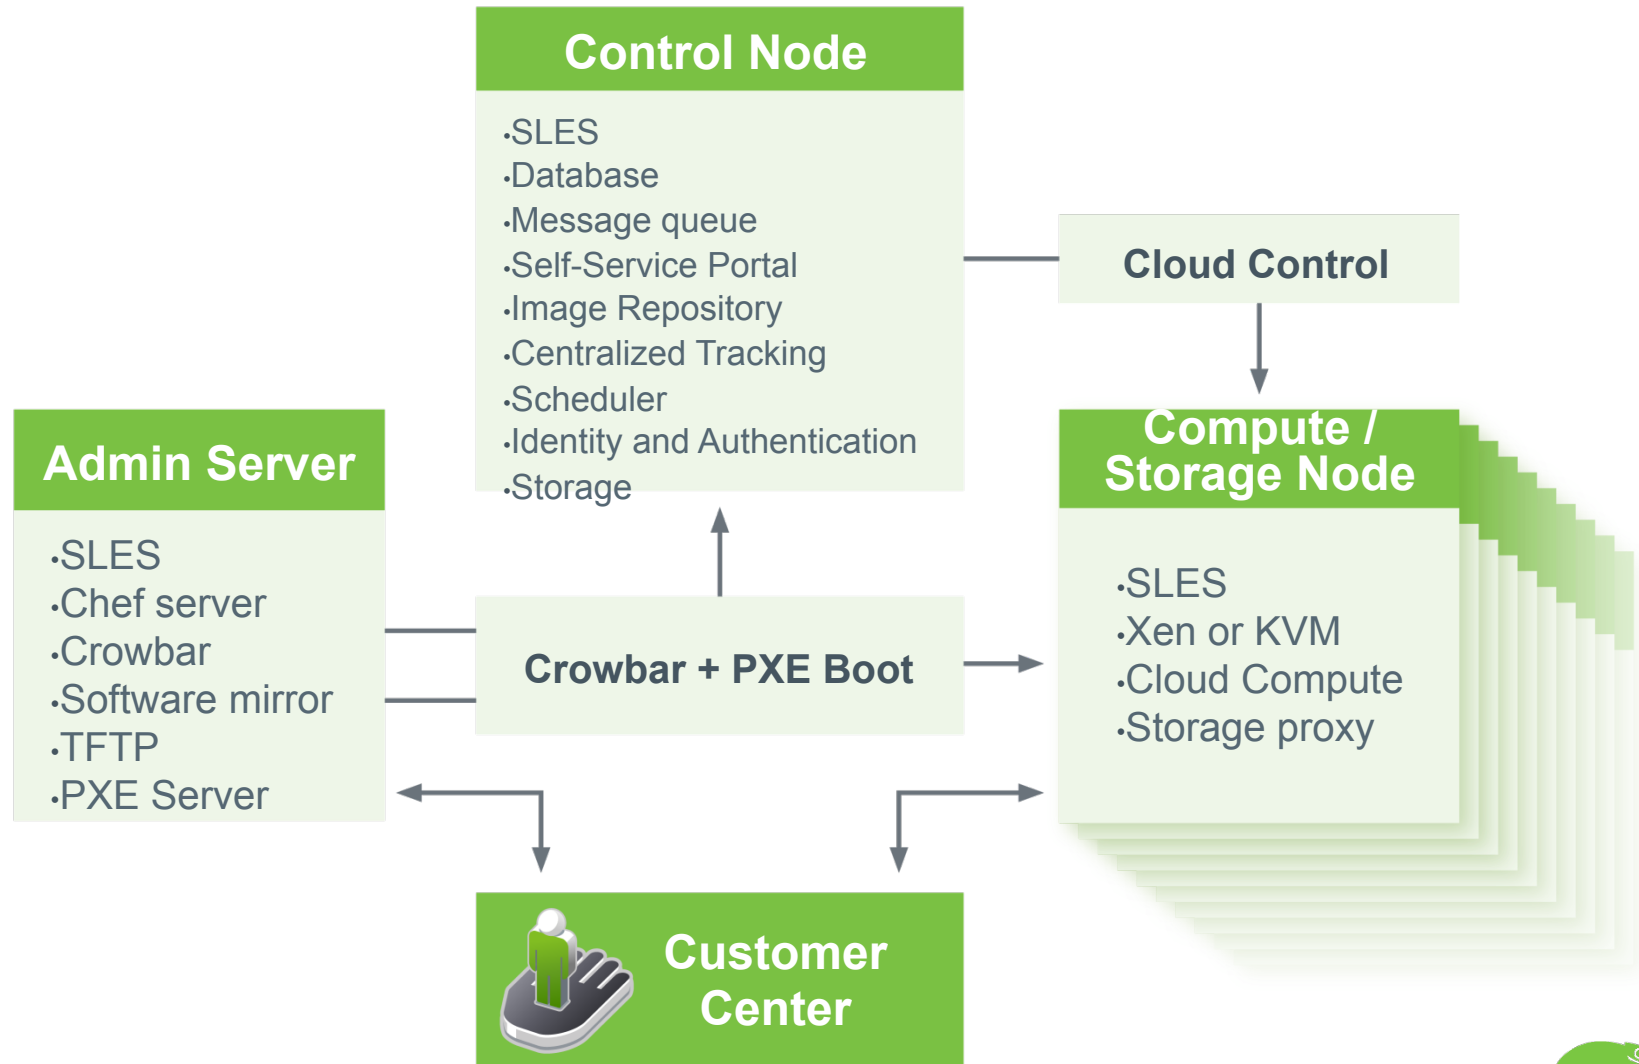 Control Node
•SLES
•Database
•Message queue
•Self-Service Portal
•Image Repository
•Centralized Tracking
•Scheduler
•Identity and Authentication
•Storage
Cloud Control
Admin Server
•SLES
•Chef server
•Crowbar
•Software mirror
•TFTP
•PXE Server
Crowbar + PXE Boot
Compute /
Storage Node
•SLES
•Xen or KVM
•Cloud Compute
•Storage proxy
Customer
Center